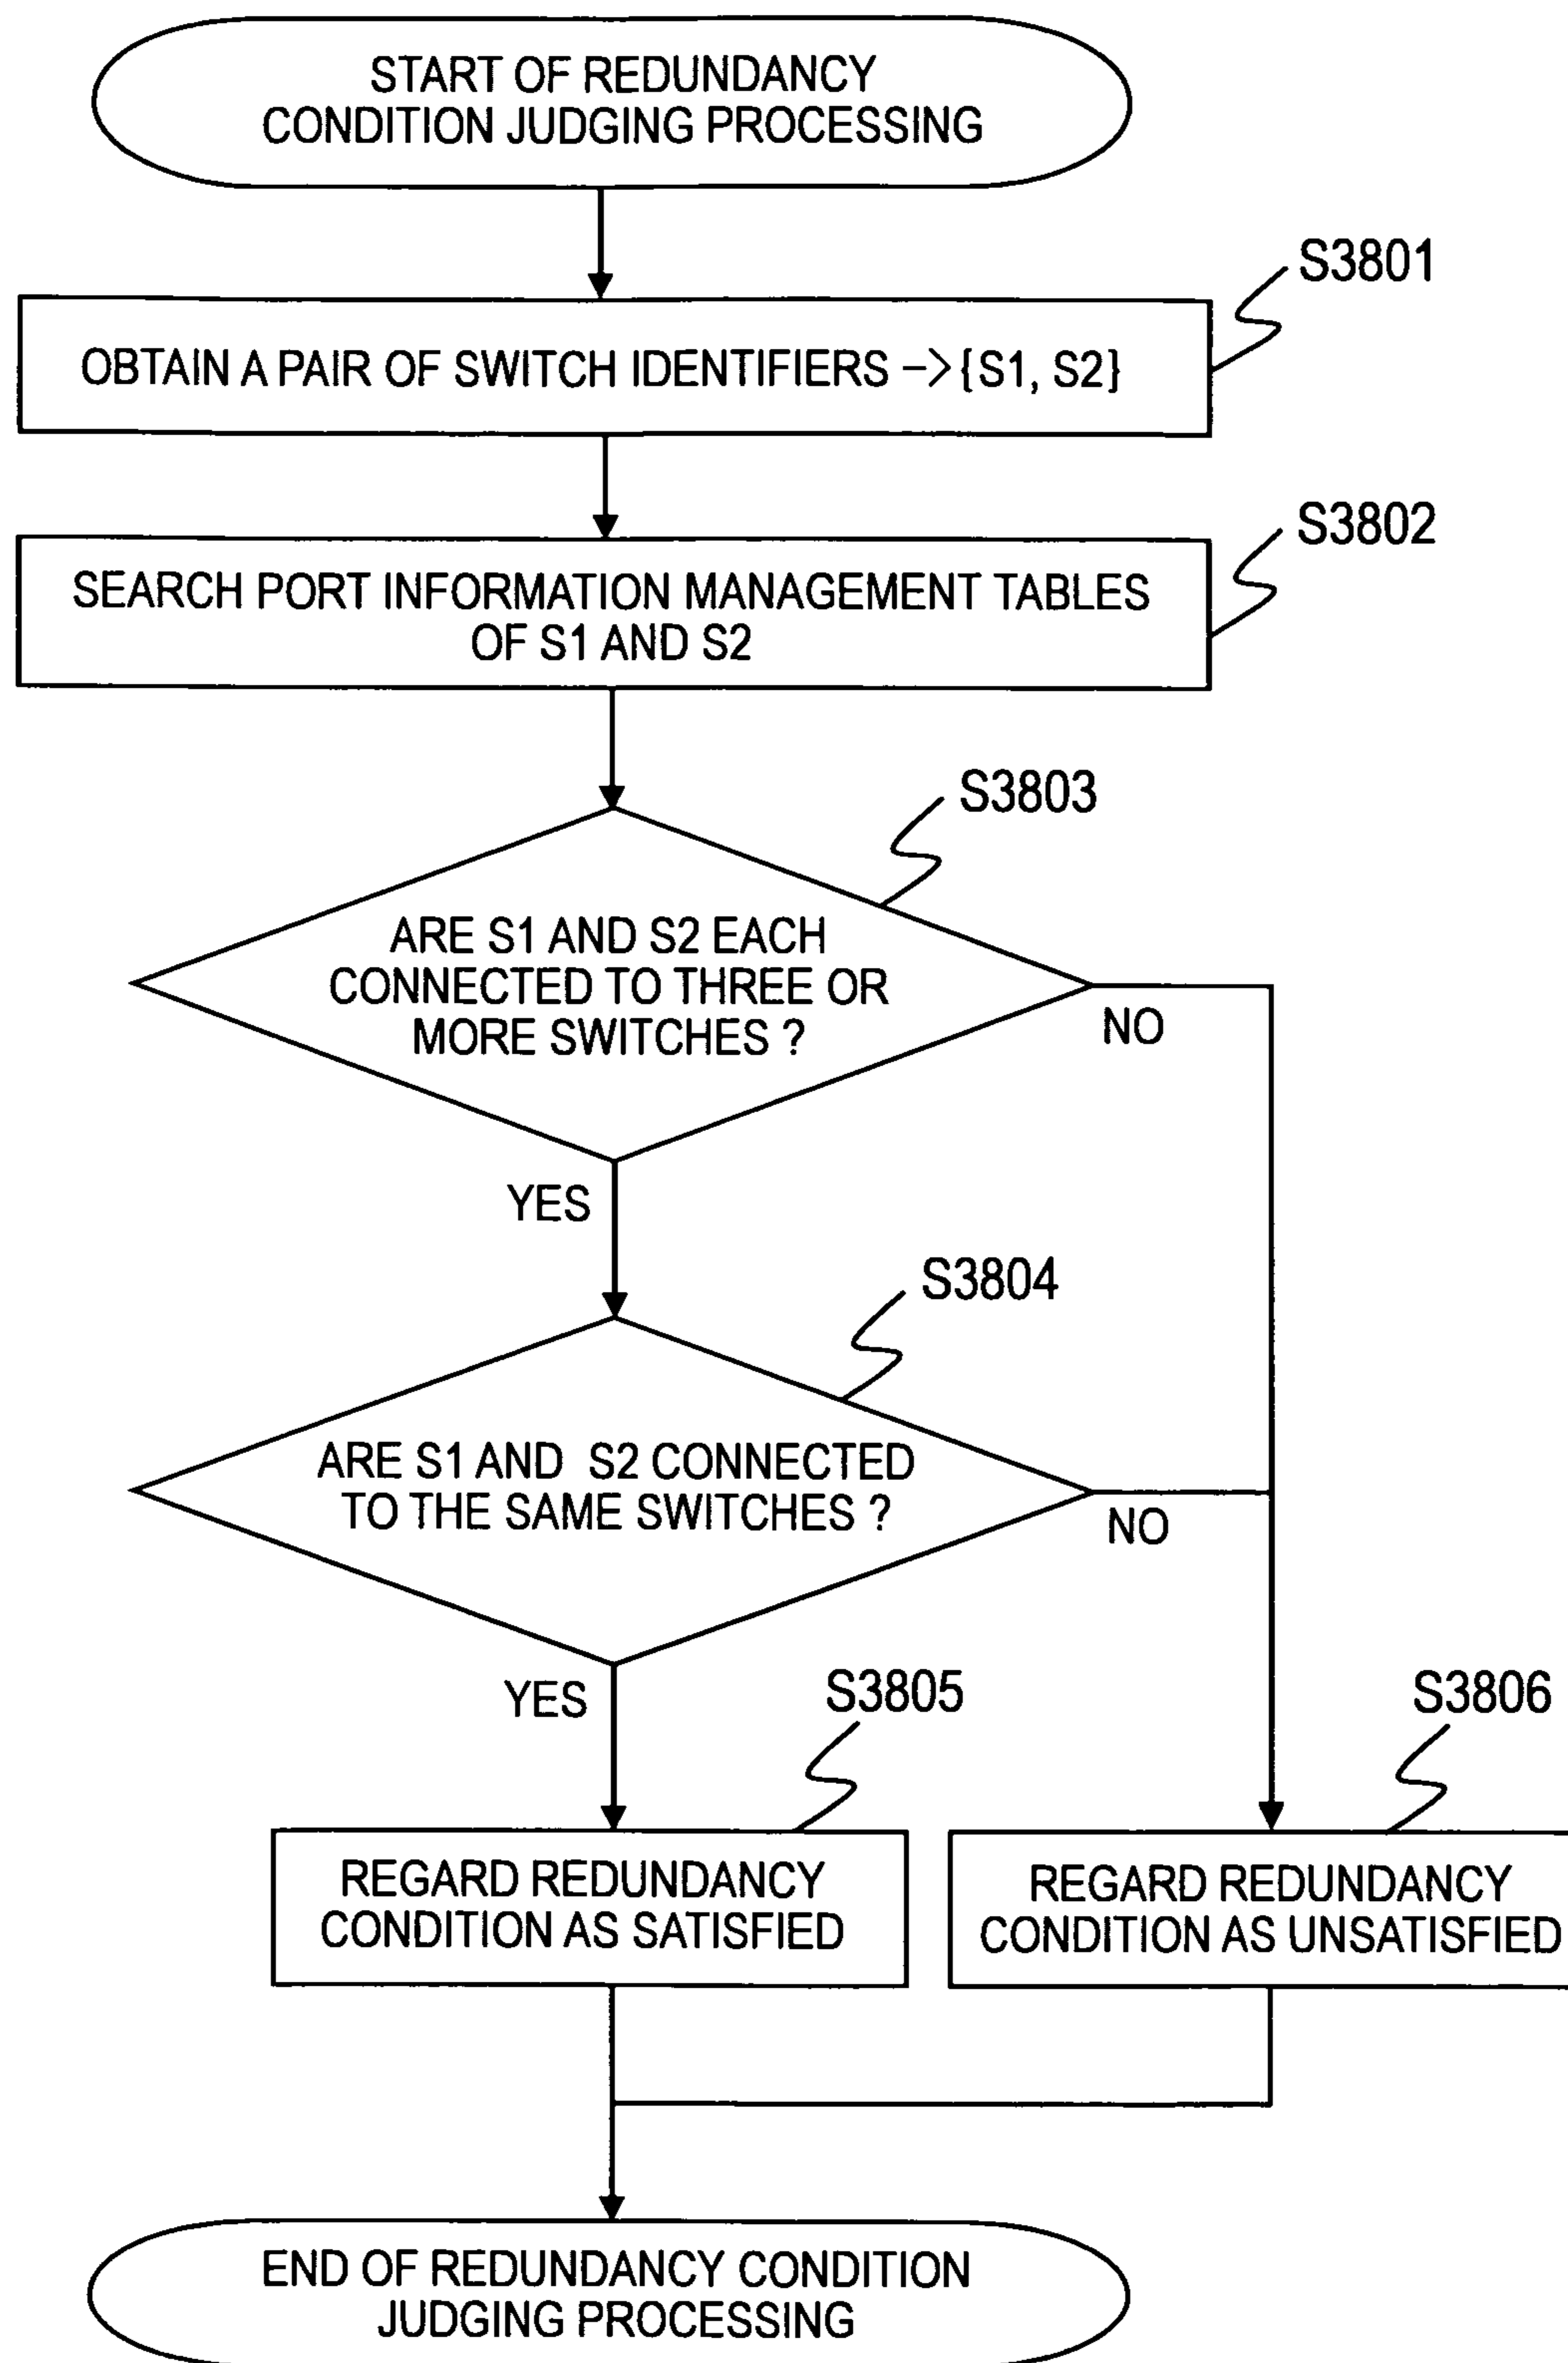 START OF REDUNDANCY
CONDITION JUDGING PROCESSING
S3801
OBTAIN A PAIR OF SWITCH IDENTIFIERS ->{S1, S2}
S3802
SEARCH PORT INFORMATION MANAGEMENT TABLES
OF S1 AND S2
S3803
ARE S1 AND S2 EACH
CONNECTED TO THREE OR
MORE SWITCHES ?
NO
YES
S3804
ARE S1 AND S2 CONNECTED
TO THE SAME SWITCHES ?
NO
YES
S3805
S3806
REGARD REDUNDANCY
CONDITION AS SATISFIED
REGARD REDUNDANCY
CONDITION AS UNSATISFIED
END OF REDUNDANCY CONDITION
JUDGING PROCESSING